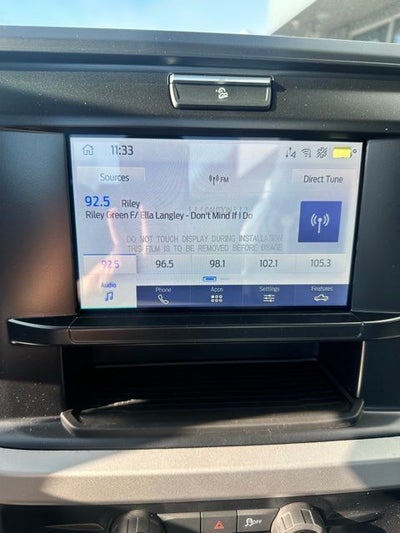 11:33
Sources
FM
Direct Tune
92.5 Riley
Riley Green F/ Ella Langley - Don't Mind If I Do
DO NOT TOUCH DISPLAY DURING INSTALLATION
THIS FILM IS TO BE REMOVED BEFORE USAGE
92.5 96.5 98.1 102.1 105.3
Audio Phone Apps Settings Features
OFF